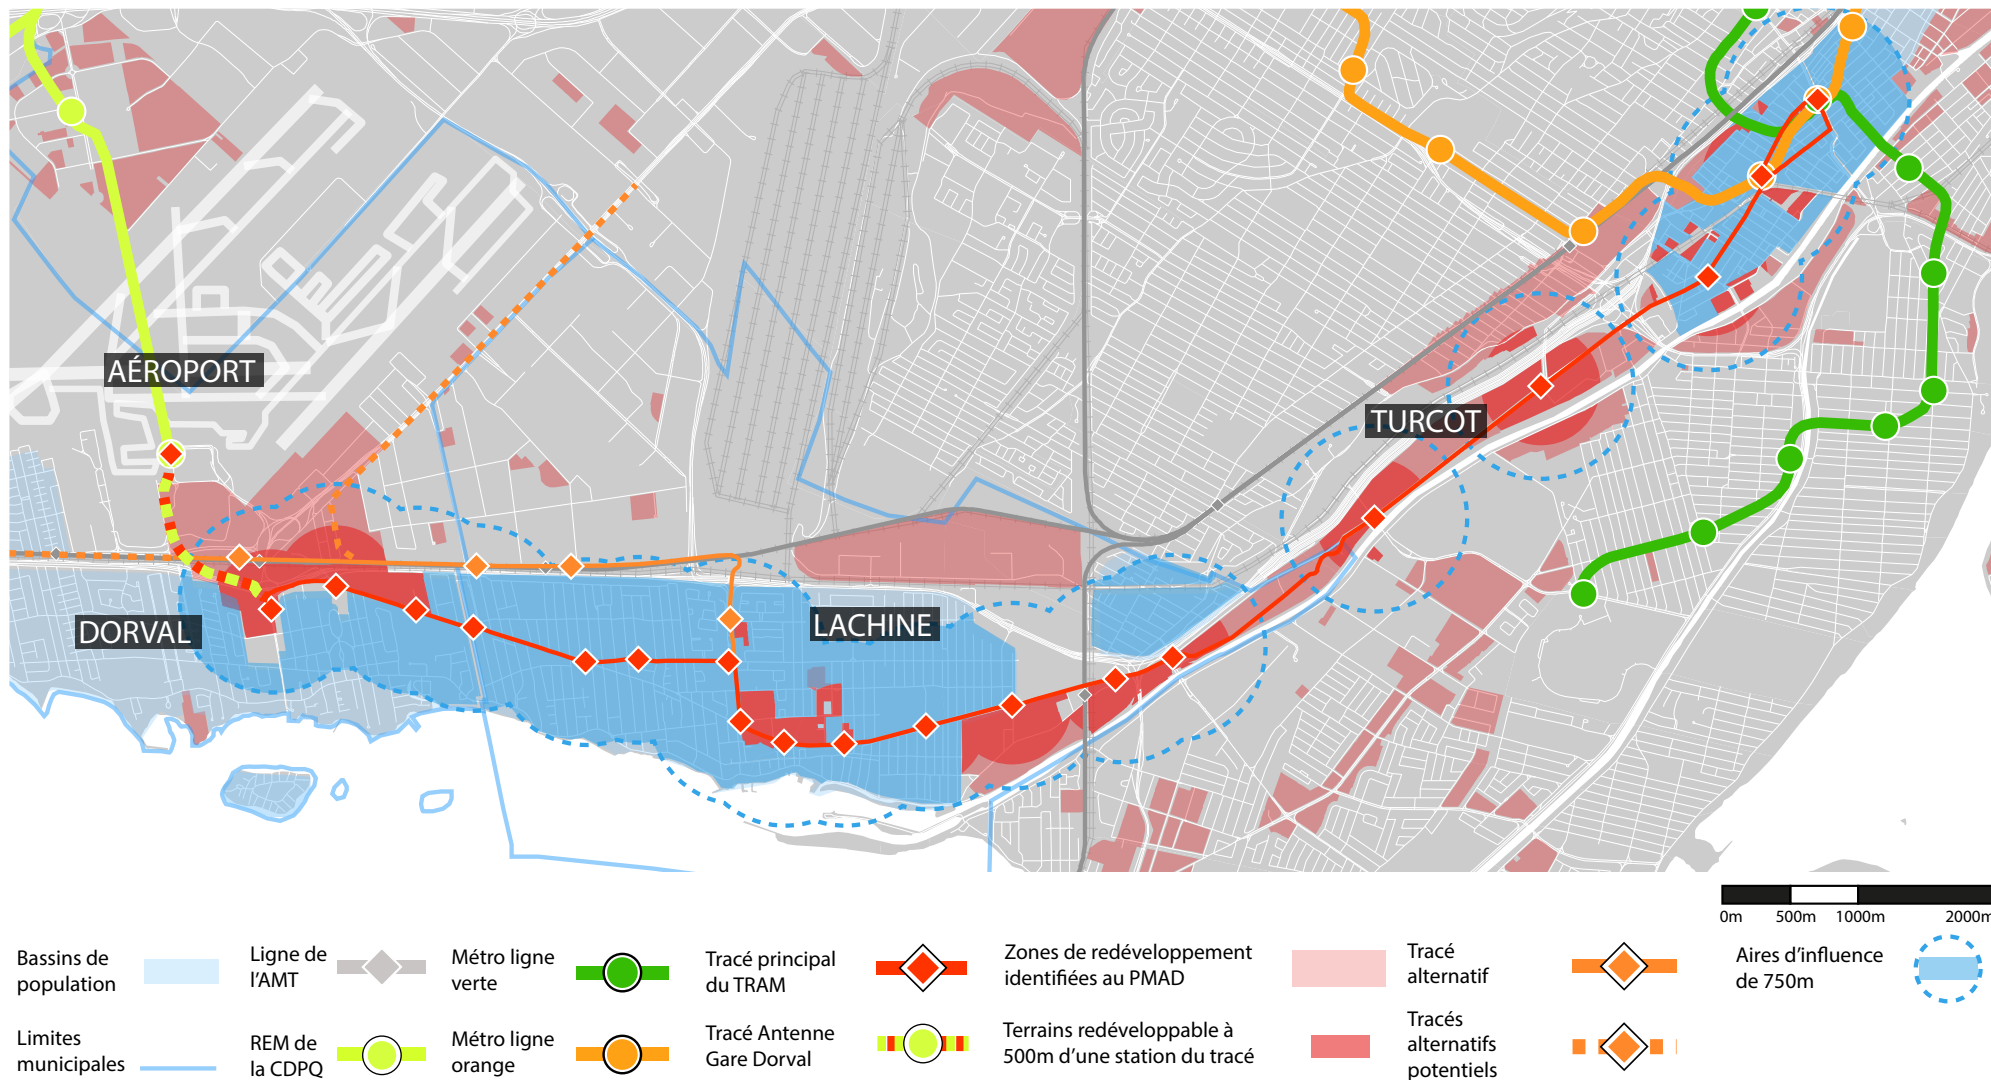 AÉROPORT
TURCOT
DORVAL
LACHINE
0m 500m 1000m 2000m
Bassins de
population
Ligne de
l'AMT
Métro ligne
verte
Tracé principal
du TRAM
Zones de redéveloppement
identifiées au PMAD
Tracé
alternatif
Aires d'influence
de 750m
Limites
municipales
REM de
la CDPQ
Métro ligne
orange
Tracé Antenne
Gare Dorval
Terrains redéveloppable à
500m d'une station du tracé
Tracés
alternatifs
potentiels